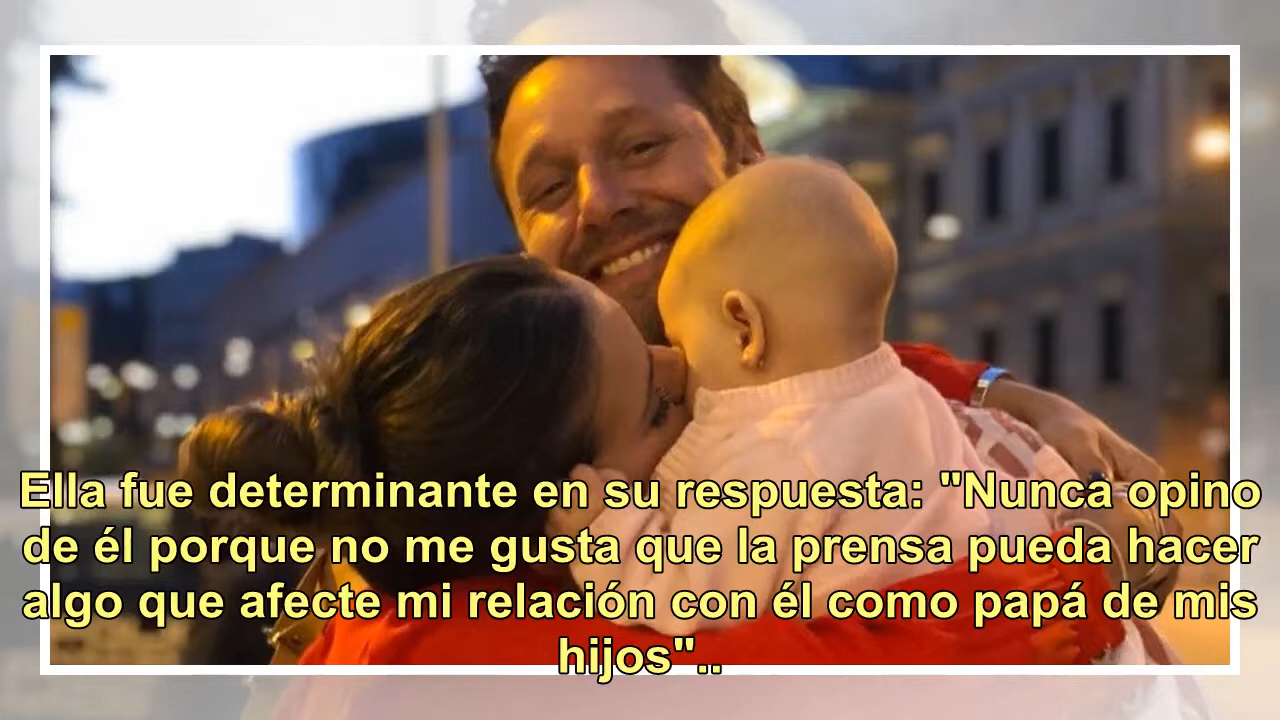 Ella fue determinante en su respuesta: "Nunca opino
de él porque no me gusta que la prensa pueda hacer
algo que afecte mi relación con él como papá de mis
hijos"..